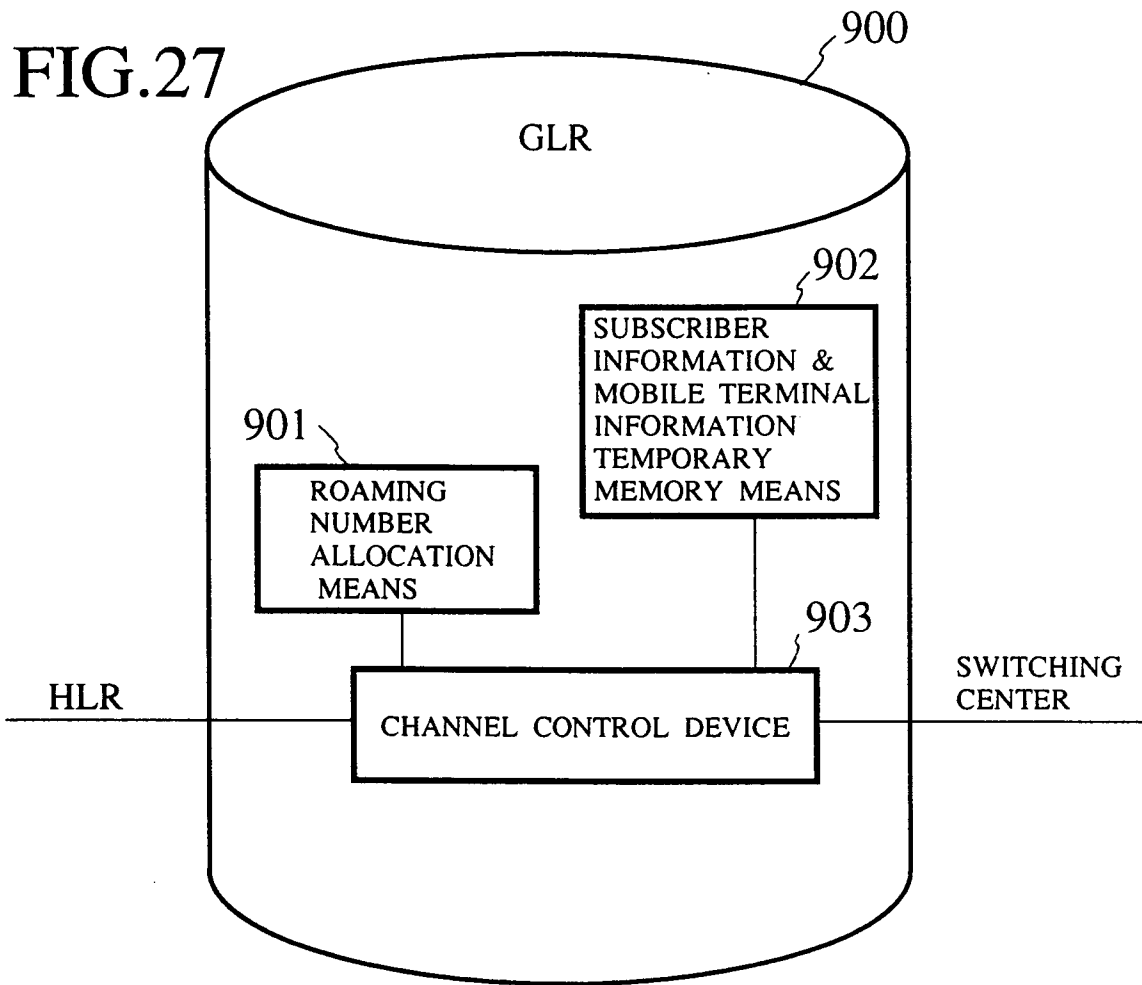 FIG.27
900
GLR
902
SUBSCRIBER
INFORMATION &
MOBILE TERMINAL
INFORMATION
TEMPORARY
MEMORY MEANS
901
ROAMING
NUMBER
ALLOCATION
MEANS
903
HLR
CHANNEL CONTROL DEVICE
SWITCHING
CENTER